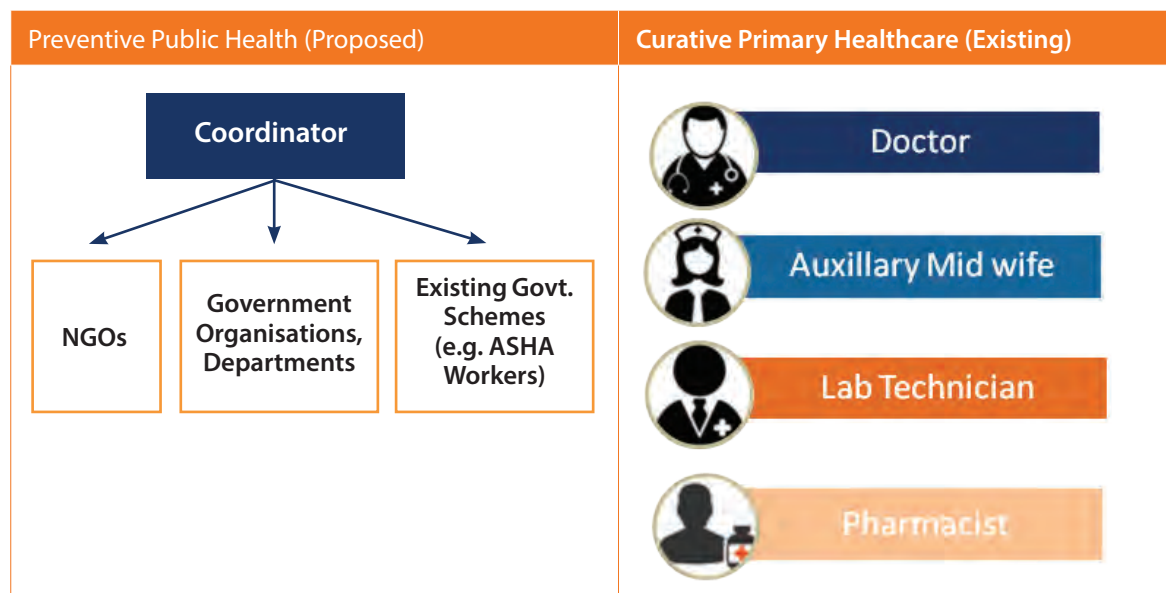 Preventive Public Health (Proposed)
Curative Primary Healthcare (Existing)
Coordinator
NGOs
Government
Organisations,
Departments
Existing Govt.
Schemes
(e.g. ASHA
Workers)
Doctor
Auxillary Mid wife
Lab Technician
Pharmacist